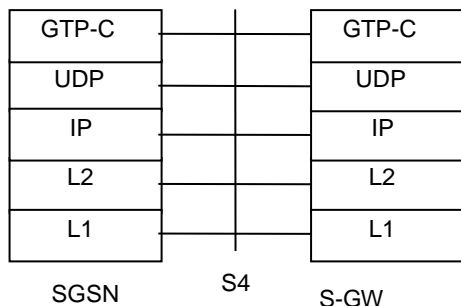 GTP-C GTP-C
UDP UDP
IP IP
L2 L2
L1 L1
SGSN S4 S-GW